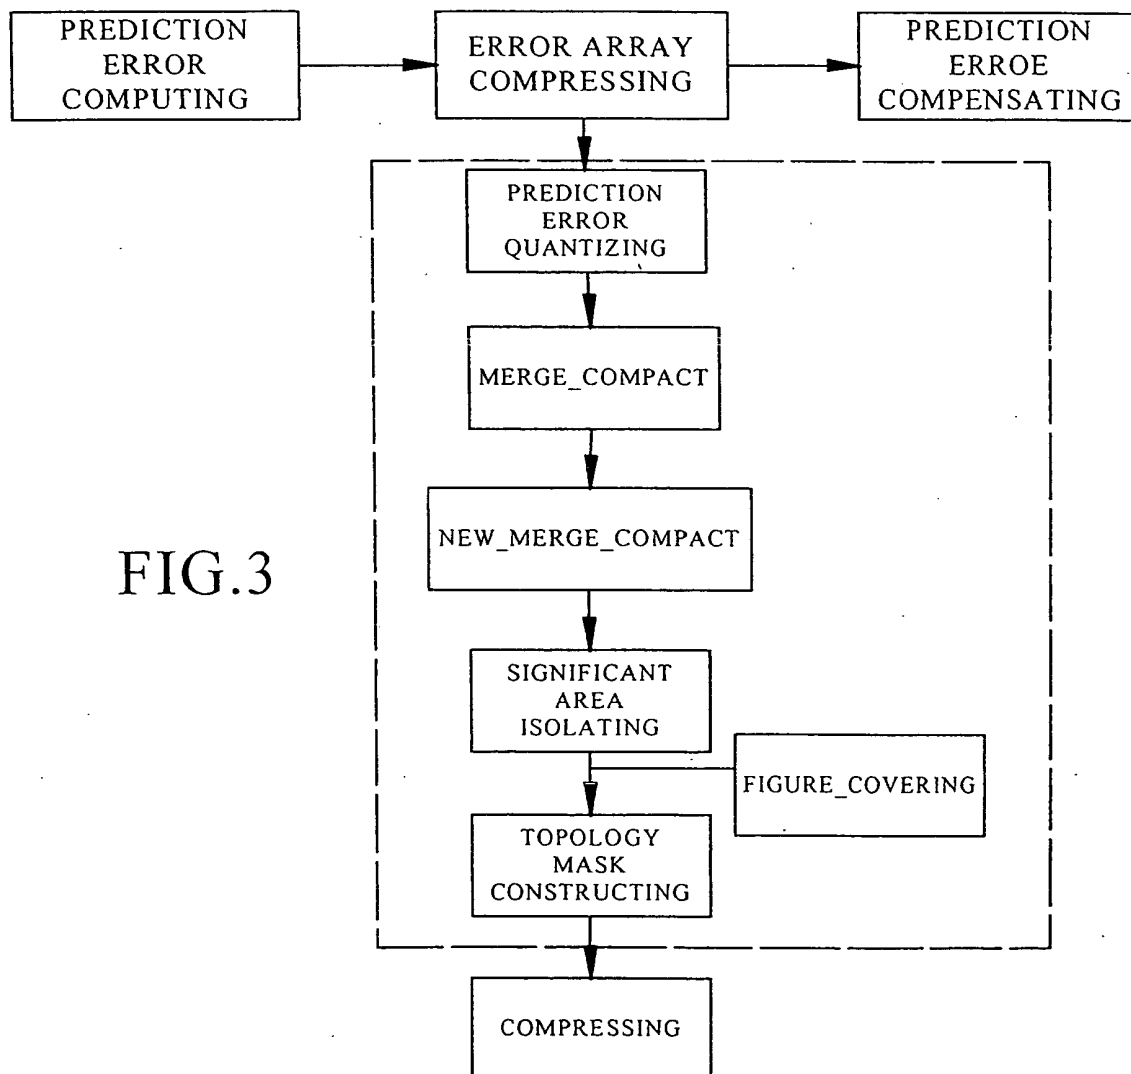 PREDICTION
ERROR
COMPUTING
ERROR ARRAY
COMPRESSING
PREDICTION
ERROE
COMPENSATING
PREDICTION
ERROR
QUANTIZING
MERGE_COMPACT
NEW_MERGE_COMPACT
FIG.3
SIGNIFICANT
AREA
ISOLATING
FIGURE_COVERING
TOPOLOGY
MASK
CONSTRUCTING
COMPRESSING